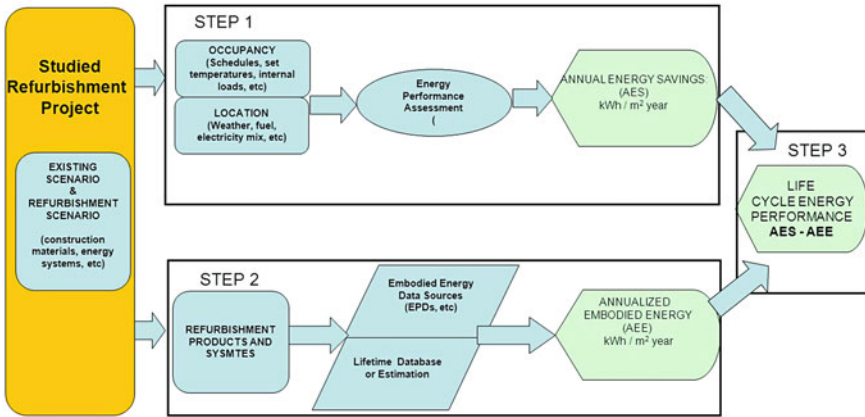 Studied
Refurbishment
Project
EXISTING
SCENARIO
&
REFURBISHMENT
SCENARIO
(construction
materials, energy
systems, etc)
STEP 1
OCCUPANCY
(Schedules, set
temperatures, internal
loads, etc)
LOCATION
(Weather, fuel,
electricity mix, etc)
Energy
Performance
Assessment
(
ANNUAL ENERGY SAVINGS
(AES)
kWh / m² year
STEP 2
REFURBISHMENT
PRODUCTS AND
SYSMTES
Embodied Energy
Data Sources
(EPDs, etc)
Lifetime Database
or Estimation
ANNUALIZED
EMBODIED ENERGY
(AEE)
kWh / m² year
STEP 3
LIFE
CYCLE ENERGY
PERFORMANCE
AES - AEE